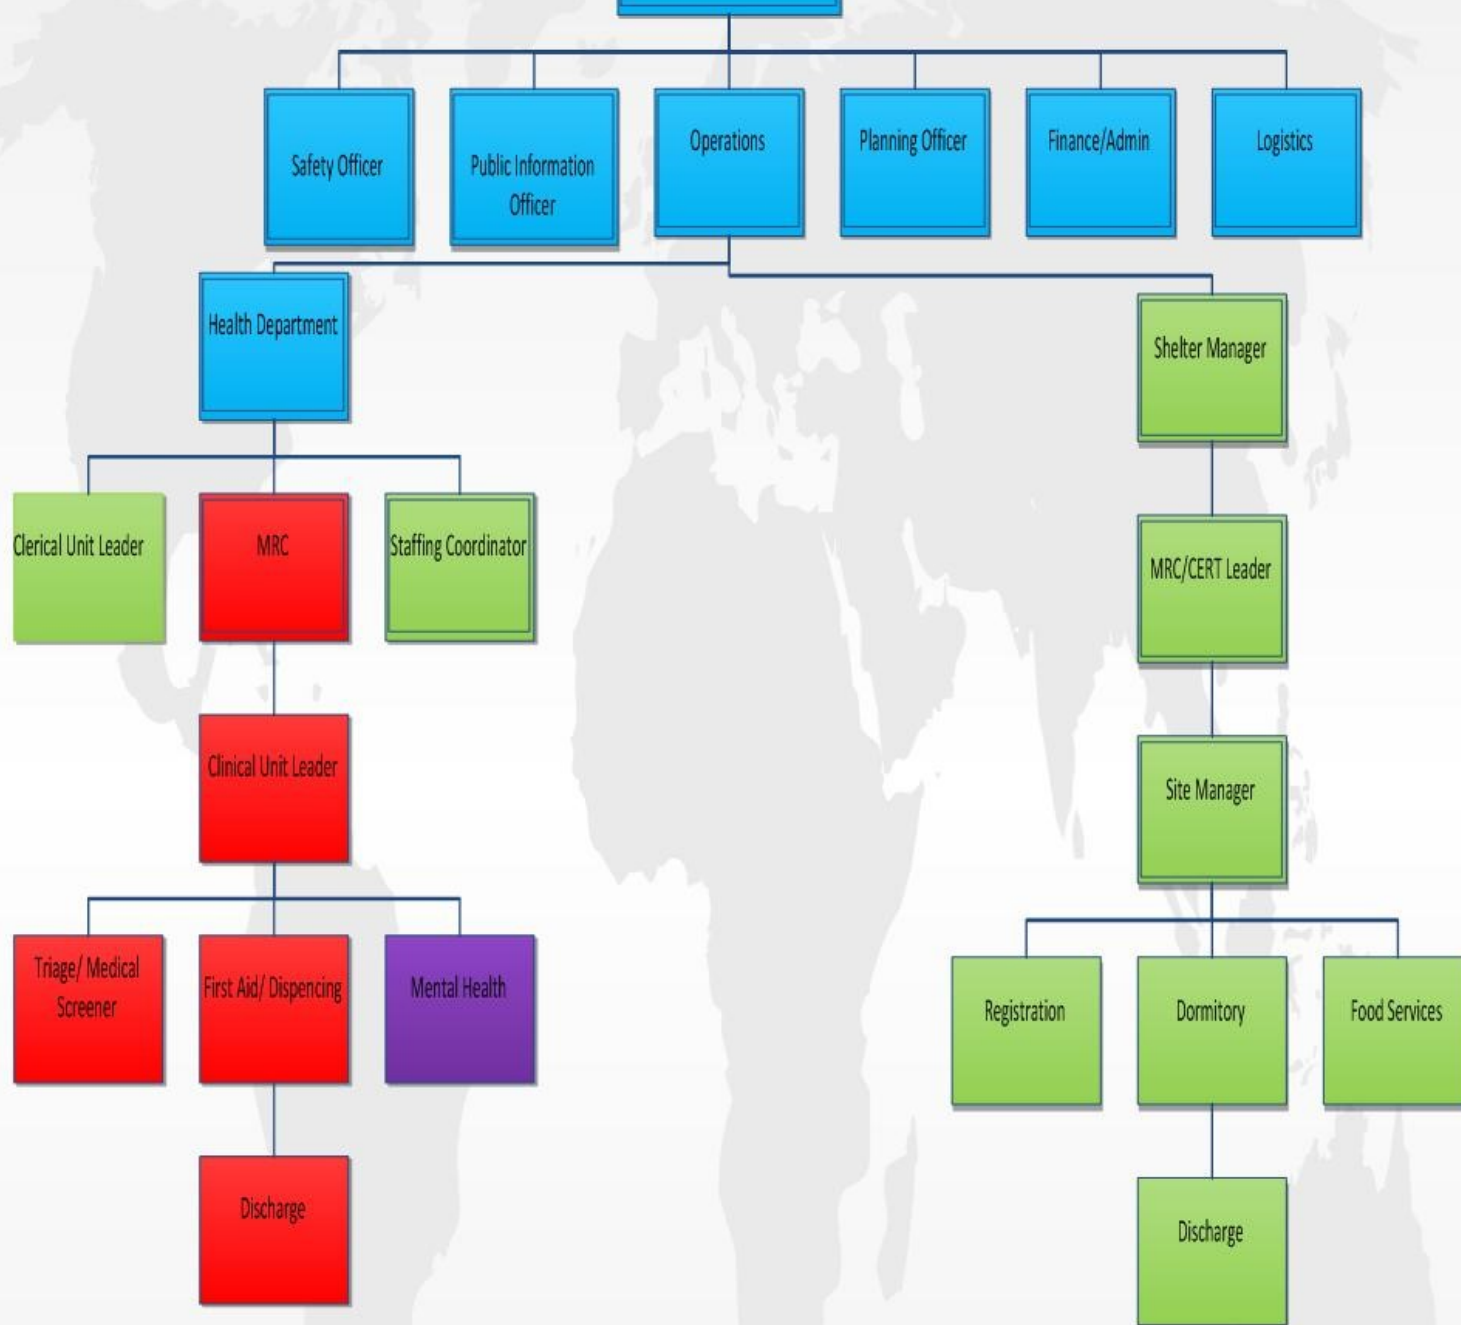 Safety Officer
Public Information
Officer
Operations
Planning Officer
Finance/Admin
Logistics
Health Department
Shelter Manager
Clerical Unit Leader
MRC
Staffing Coordinator
MRC/CERT Leader
Clinical Unit Leader
Site Manager
Triage/ Medical
Screener
First Aid/ Dispencing
Mental Health
Registration
Dormitory
Food Services
Discharge
Discharge